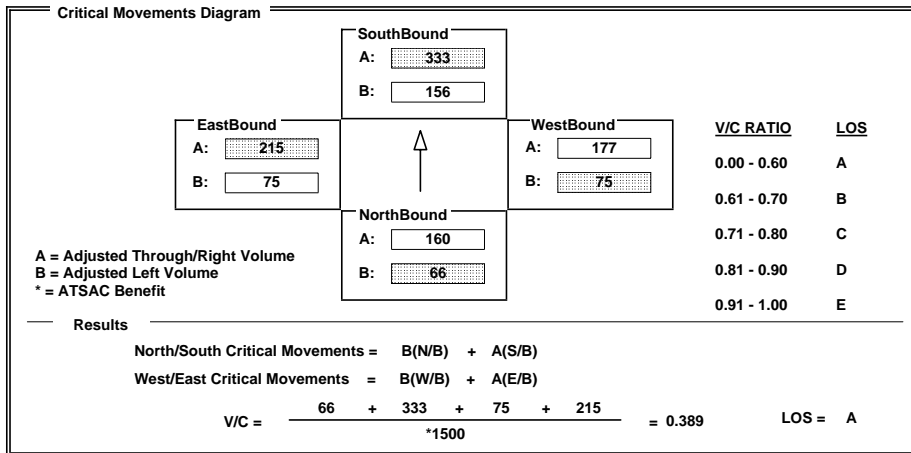 Critical Movements Diagram
SouthBound
A: 333
B: 156
EastBound
A: 215
B: 75
WestBound
A: 177
B: 75
NorthBound
A: 160
B: 66
V/C RATIO LOS
0.00 - 0.60 A
0.61 - 0.70 B
0.71 - 0.80 C
0.81 - 0.90 D
0.91 - 1.00 E
A = Adjusted Through/Right Volume
B = Adjusted Left Volume
* = ATSAC Benefit
Results
North/South Critical Movements = B(N/B) + A(S/B)
West/East Critical Movements = B(W/B) + A(E/B)
V/C = 66 + 333 + 75 + 215 = 0.389 LOS = A
*1500